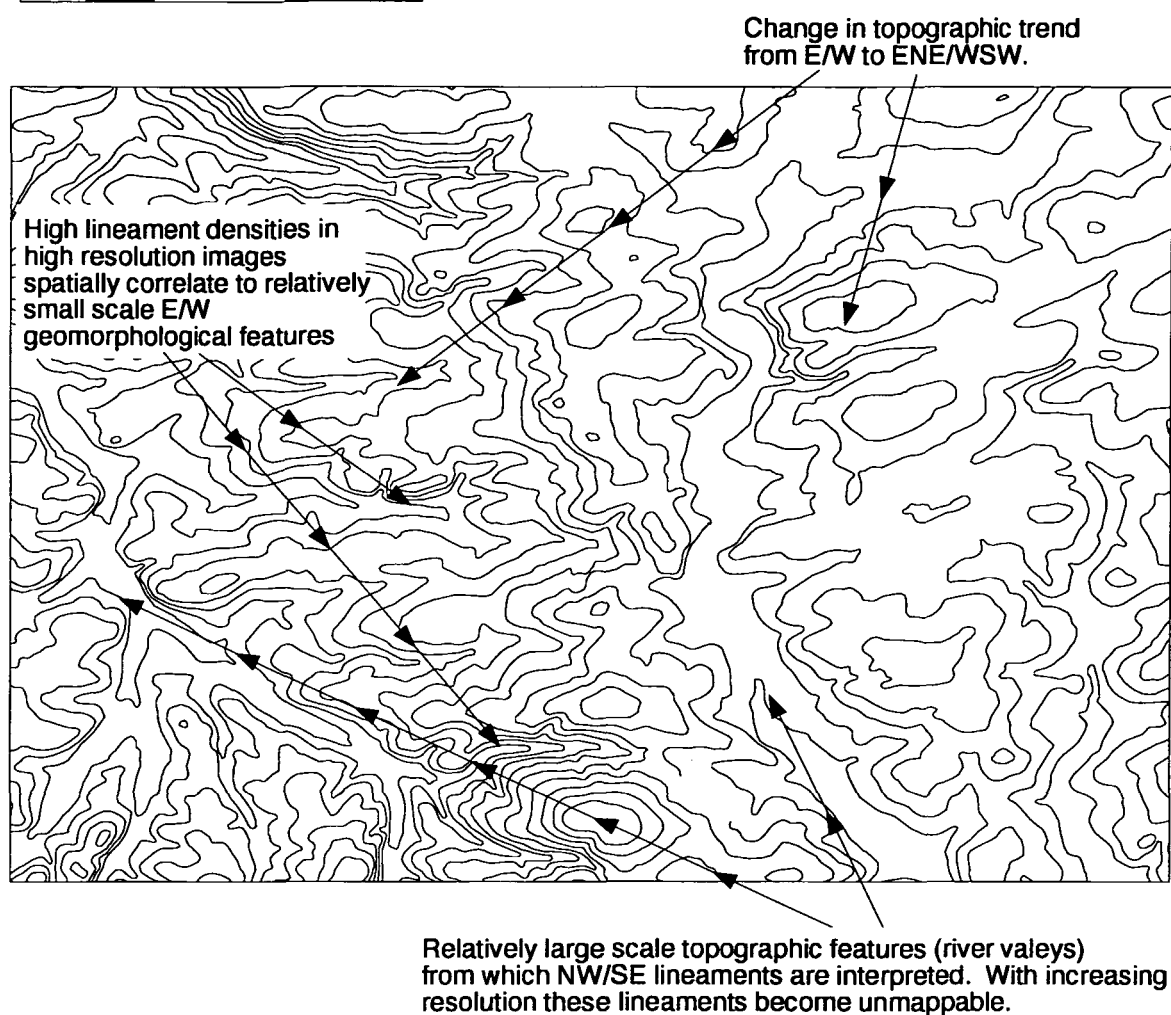 Change in topographic trend
from E/W to ENE/WSW.
High lineament densities in
high resolution images
spatially correlate to relatively
small scale E/W
geomorphological features
Relatively large scale topographic features (river valeys)
from which NW/SE lineaments are interpreted. With increasing
resolution these lineaments become unmappable.